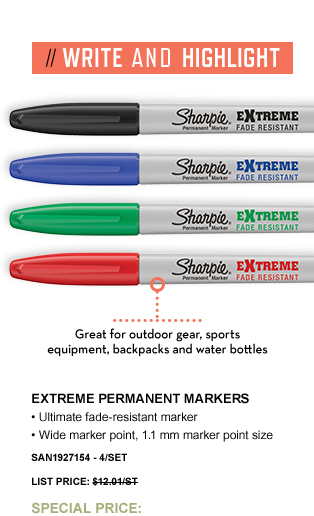 // WRITE AND HIGHLIGHT
Sharpie® EXTREME
Permanent Marker FADE RESISTANT
Sharpie® EXTREME
Permanent Marker FADE RESISTANT
Sharpie® EXTREME
Permanent Marker FADE RESISTANT
Sharpie® EXTREME
Permanent Marker FADE RESISTANT
Great for outdoor gear, sports
equipment, backpacks and water bottles
EXTREME PERMANENT MARKERS
• Ultimate fade-resistant marker
• Wide marker point, 1.1 mm marker point size
SAN1927154 - 4/SET
LIST PRICE: $12.01/ST
SPECIAL PRICE: